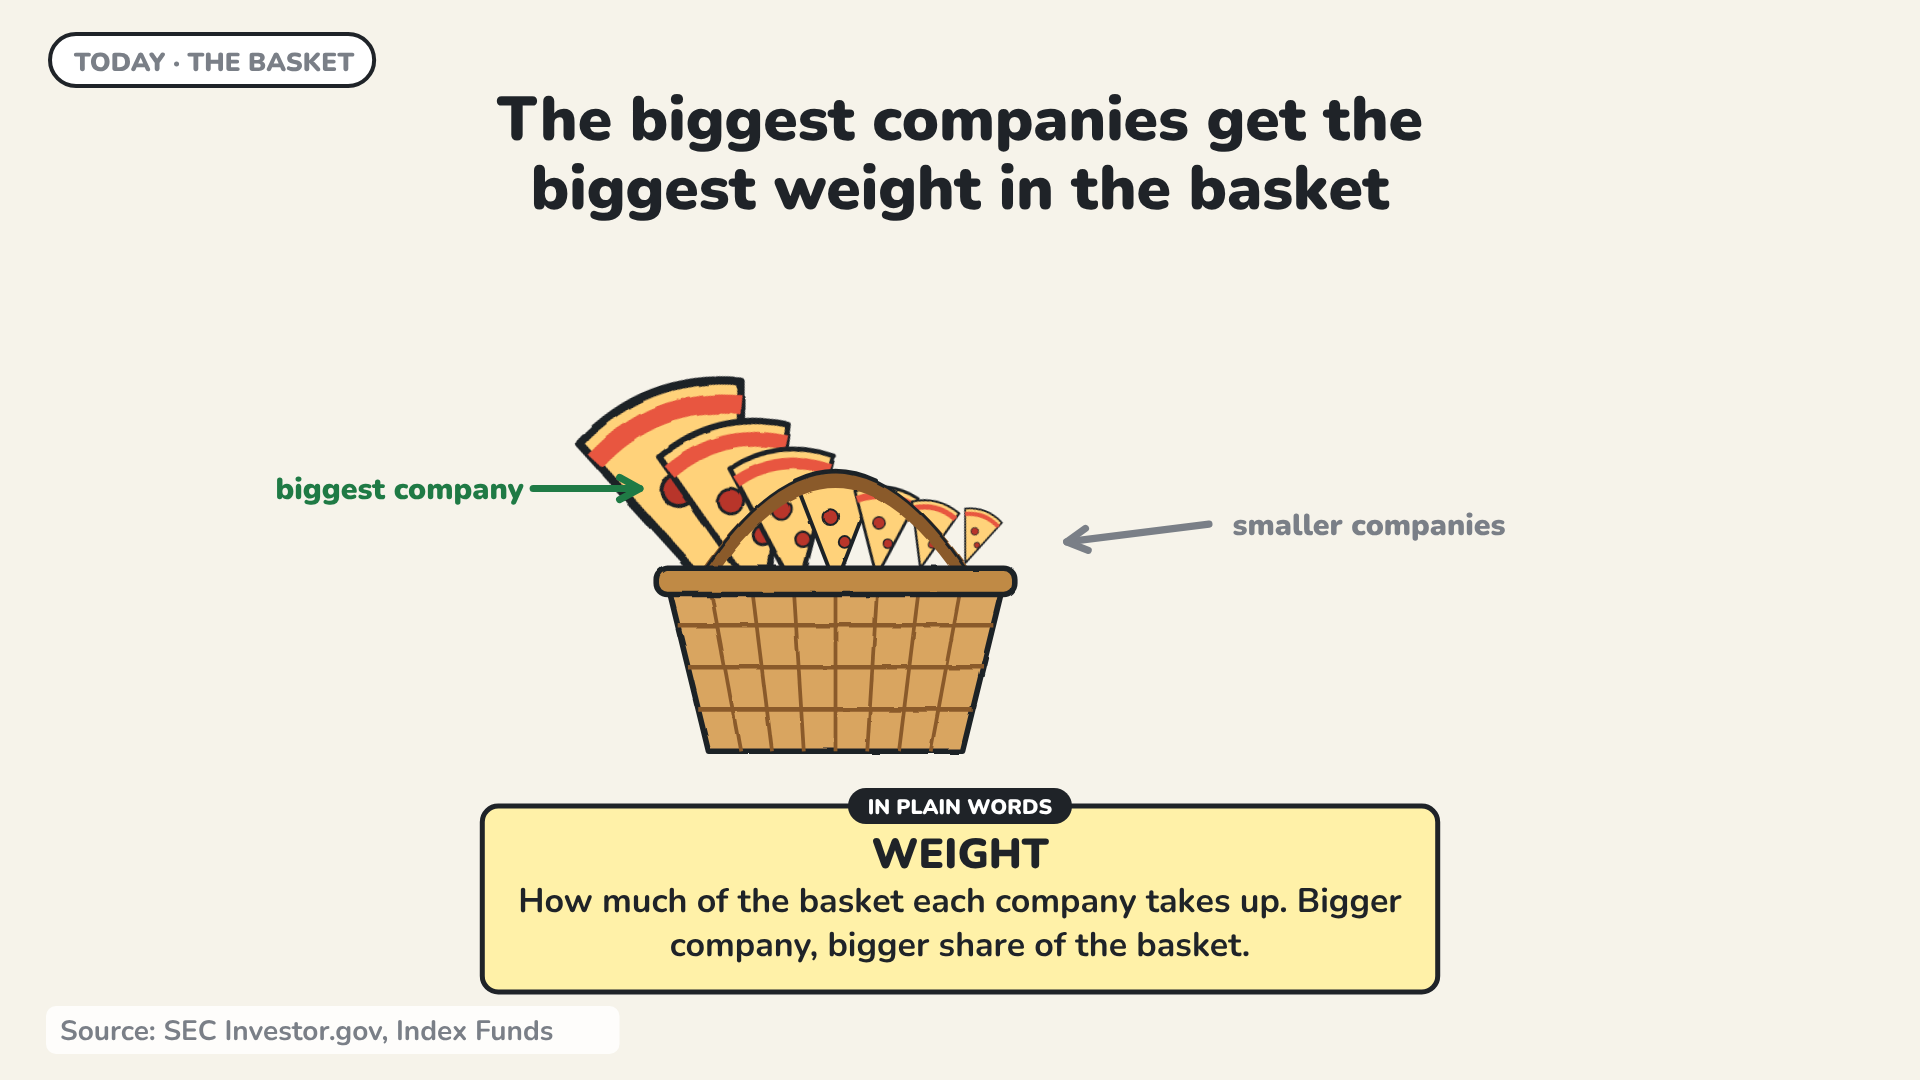 TODAY · THE BASKET
The biggest companies get the
biggest weight in the basket
biggest company
smaller companies
IN PLAIN WORDS
WEIGHT
How much of the basket each company takes up. Bigger
company, bigger share of the basket.
Source: SEC Investor.gov, Index Funds